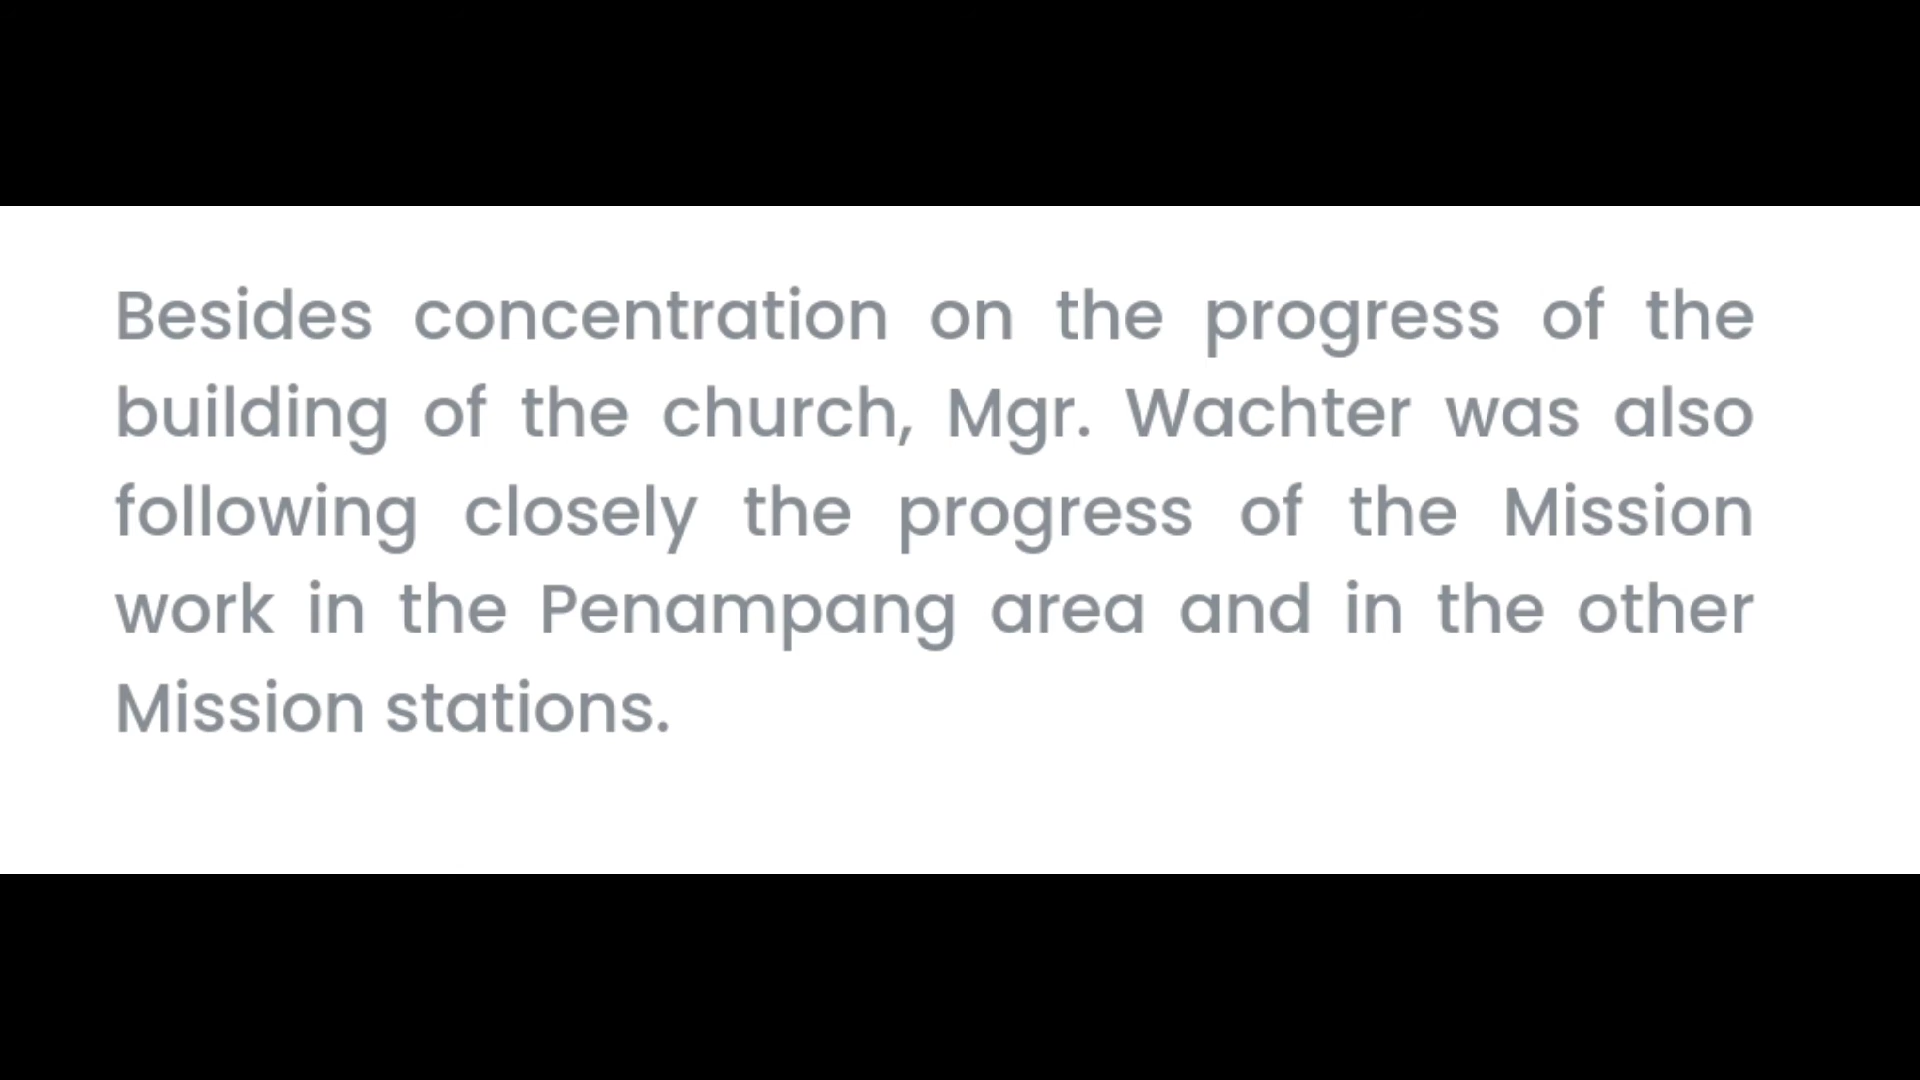 Besides concentration on the progress of the
building of the church, Mgr. Wachter was also
following closely the progress of the Mission
work in the Penampang area and in the other
Mission stations.